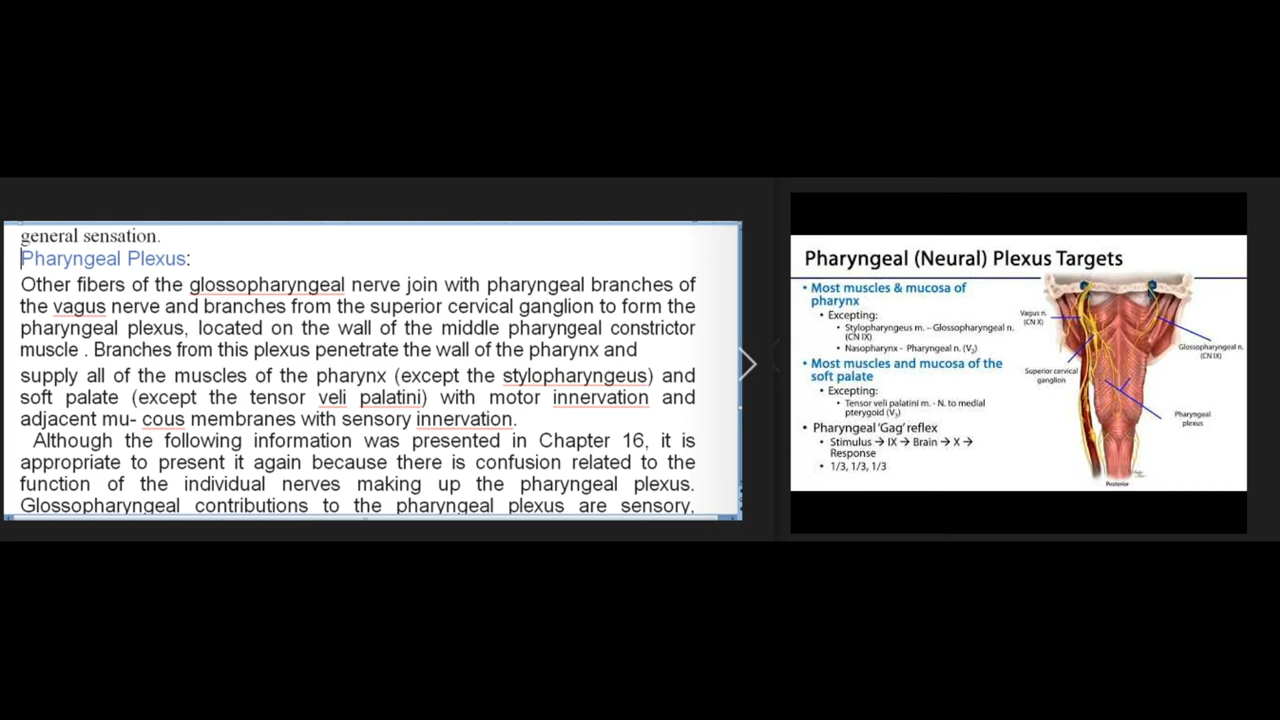 general sensation.
Pharyngeal Plexus:
Other fibers of the glossopharyngeal nerve join with pharyngeal branches of
the vagus nerve and branches from the superior cervical ganglion to form the
pharyngeal plexus, located on the wall of the middle pharyngeal constrictor
muscle . Branches from this plexus penetrate the wall of the pharynx and
supply all of the muscles of the pharynx (except the stylopharyngeus) and
soft palate (except the tensor veli palatini) with motor innervation and
adjacent mu- cous membranes with sensory innervation.
Although the following information was presented in Chapter 16, it is
appropriate to present it again because there is confusion related to the
function of the individual nerves making up the pharyngeal plexus.
Glossopharyngeal contributions to the pharyngeal plexus are sensory,
Pharyngeal (Neural) Plexus Targets
• Most muscles & mucosa of
pharynx
• Excepting:
• Stylopharyngeus m. – Glossopharyngeal n.
(CN IX)
• Nasopharynx - Pharyngeal n. (V₂)
• Most muscles and mucosa of the
soft palate
• Excepting:
• Tensor veli palatini m. - N. to medial
pterygoid (V₃)
• Pharyngeal 'Gag' reflex
• Stimulus → IX → Brain → X →
Response
• 1/3, 1/3, 1/3
Vagus n.
(CN X)
Superior cervical
ganglion
Glossopharyngeal n.
(CN IX)
Pharyngeal
plexus
Posterior